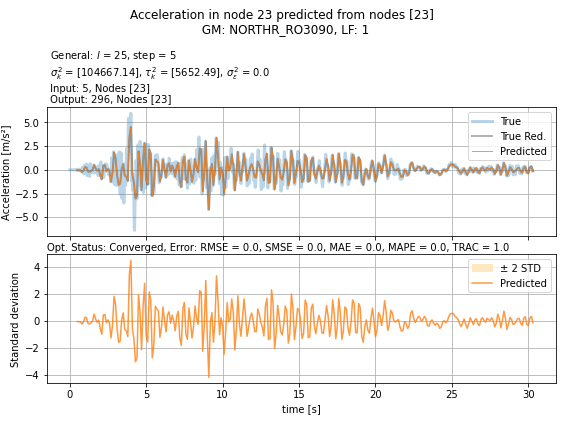 Acceleration in node 23 predicted from nodes [23]
GM: NORTHR_RO3090, LF: 1
General: l = 25, step = 5
σ²ₖ = [104667.14], τ²ₖ = [5652.49], σ²ε = 0.0
Input: 5, Nodes [23]
Output: 296, Nodes [23]
Acceleration [m/s²]
5.0
2.5
0.0
−2.5
−5.0
True
True Red.
Predicted
Opt. Status: Converged, Error: RMSE = 0.0, SMSE = 0.0, MAE = 0.0, MAPE = 0.0, TRAC = 1.0
Standard deviation
4
2
0
−2
−4
± 2 STD
Predicted
0 5 10 15 20 25 30
time [s]